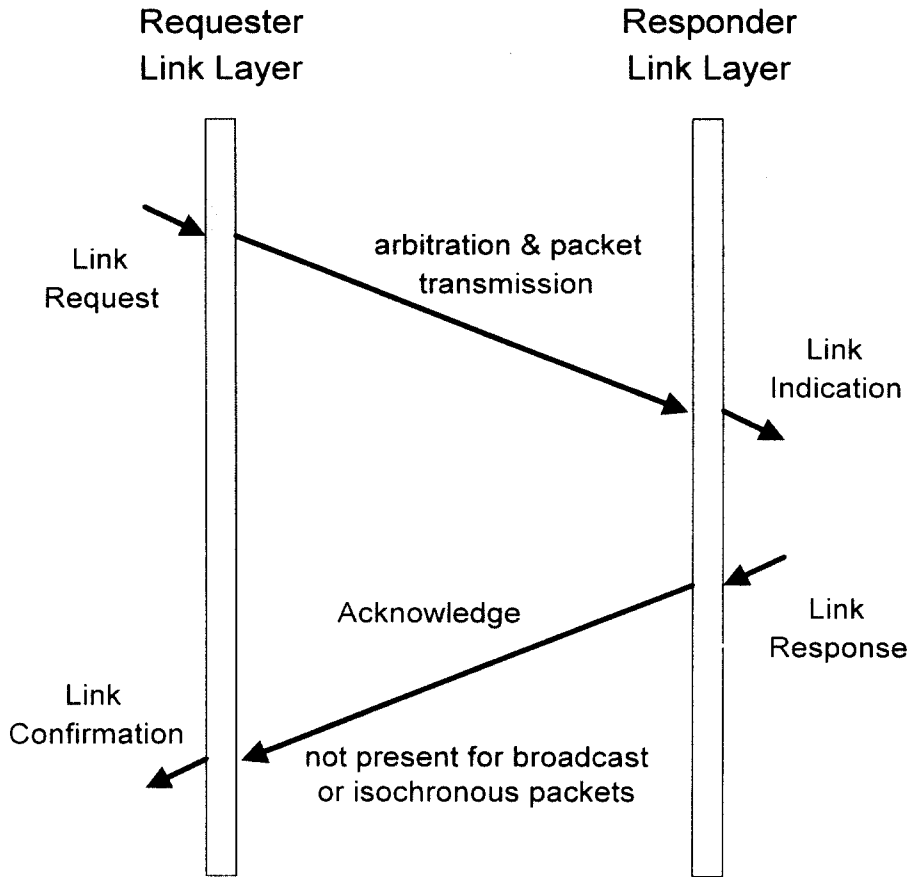 Requester
Link Layer
Responder
Link Layer
Link
Request
arbitration & packet
transmission
Link
Indication
Acknowledge
Link
Response
Link
Confirmation
not present for broadcast
or isochronous packets